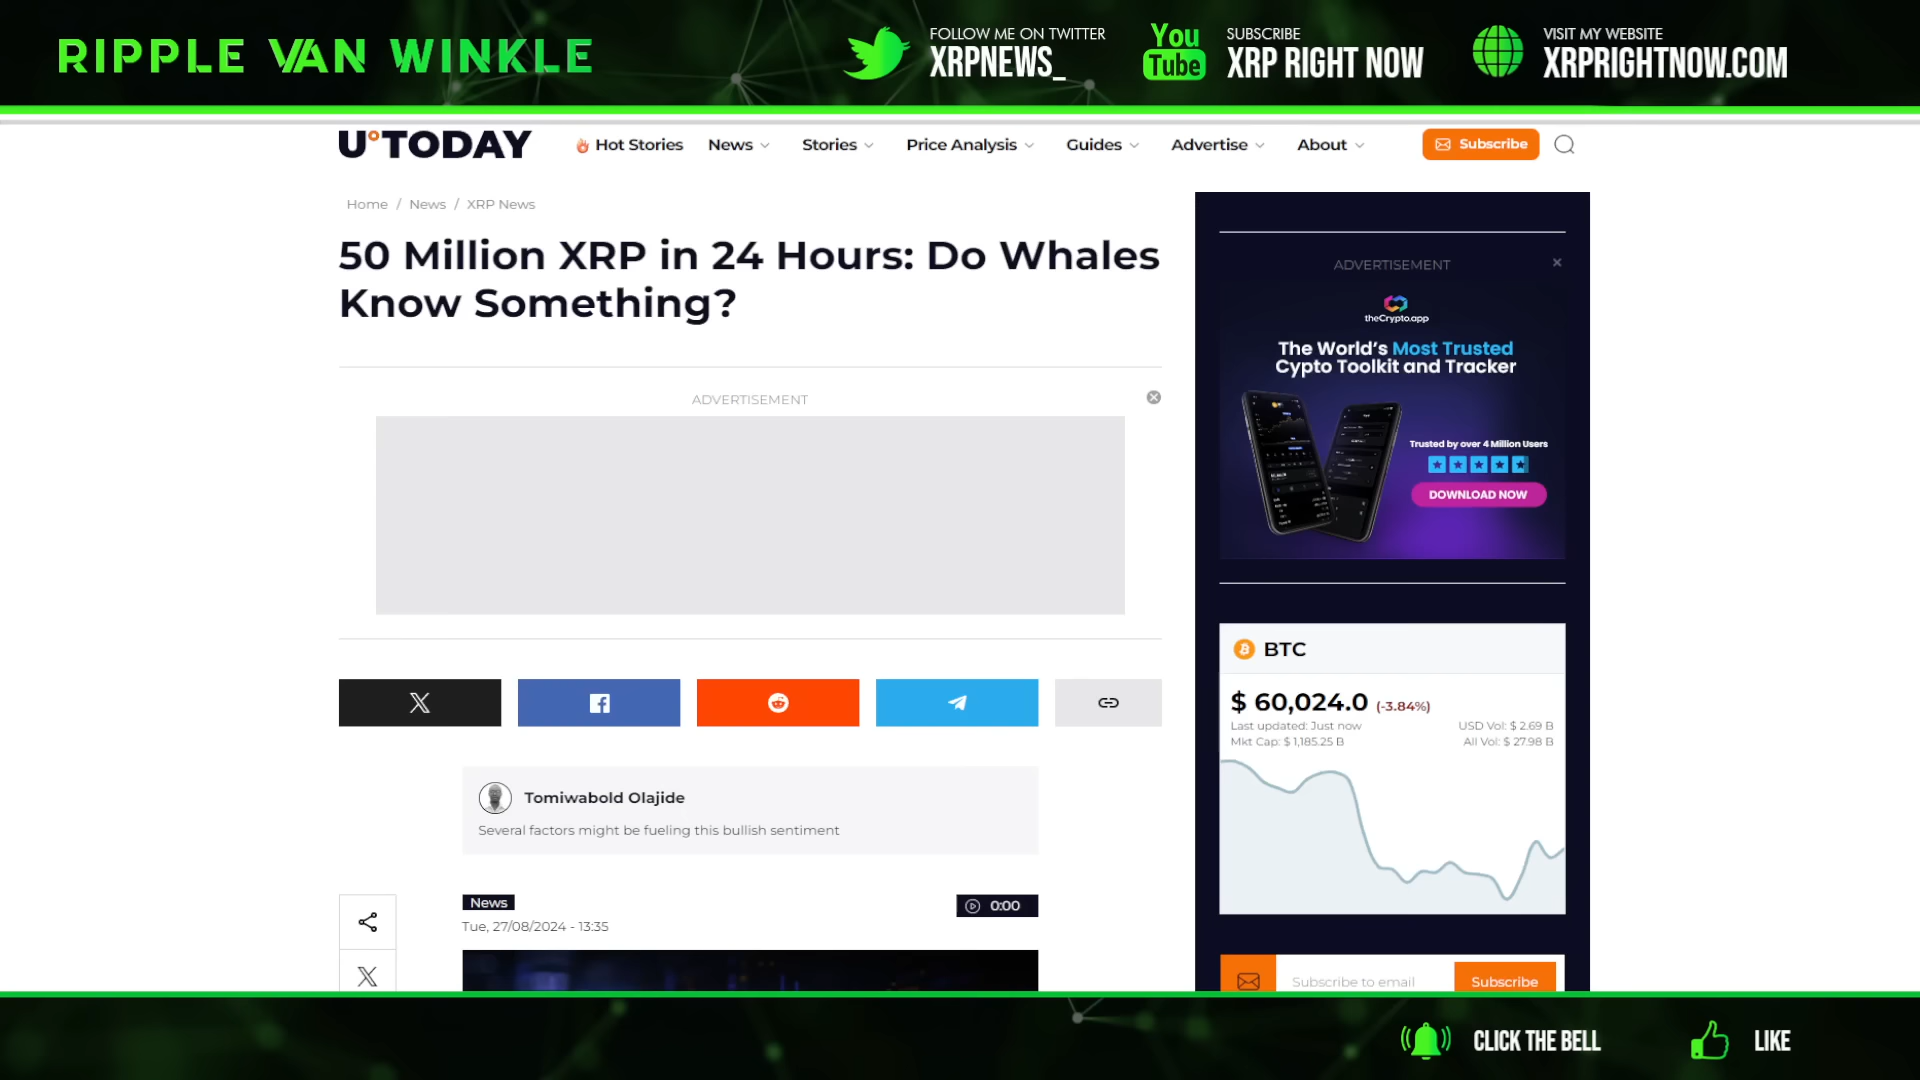 RIPPLE VAN WINKLE
FOLLOW ME ON TWITTER
XRPNEWS_
You
Tube
SUBSCRIBE
XRP RIGHT NOW
VISIT MY WEBSITE
XRPRIGHTNOW.COM
U°TODAY
Hot Stories
News
Stories
Price Analysis
Guides
Advertise
About
Subscribe
Home / News / XRP News
50 Million XRP in 24 Hours: Do Whales
Know Something?
ADVERTISEMENT
Tomiwabold Olajide
Several factors might be fueling this bullish sentiment
News
0:00
Tue, 27/08/2024 - 13:35
ADVERTISEMENT
theCrypto.app
The World's Most Trusted
Cypto Toolkit and Tracker
Trusted by over 4 Million Users
DOWNLOAD NOW
BTC
$ 60,024.0 (-3.84%)
Last updated: Just now
USD Vol: $ 2.69 B
Mkt Cap: $ 1,185.25 B
All Vol: $ 27.98 B
Subscribe to email
Subscribe
CLICK THE BELL
LIKE